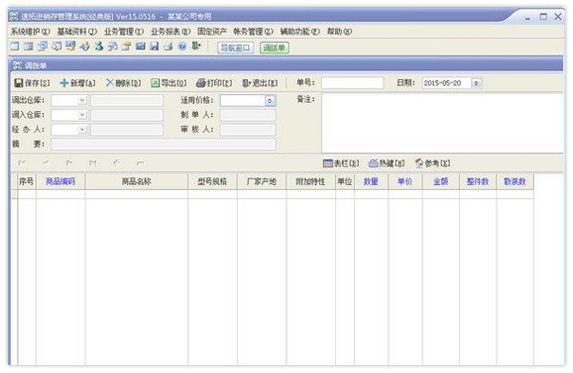 速拓进销存管理系统[经典版] Ver15.0516 - 某某公司专用
系统维护(X) 基础资料(J) 业务管理(Y) 业务报表(B) 固定资产 帐务管理(Z) 辅助功能(F) 帮助(H)
导航窗口 调拨单
调拨单
保存[S] 新增[A] 删除[D] 导出[O] 打印[P] 退出[E] 单号: 日期: 2015-05-20
调出仓库: 适用价格: 备注:
调入仓库: 制 单 人:
经 办 人: 审 核 人:
摘 要:
表栏[B] 热键[H] 参考[X]
序号 商品编码 商品名称 型号规格 厂家产地 附加特性 单位 数量 单价 金额 整件数 散装数